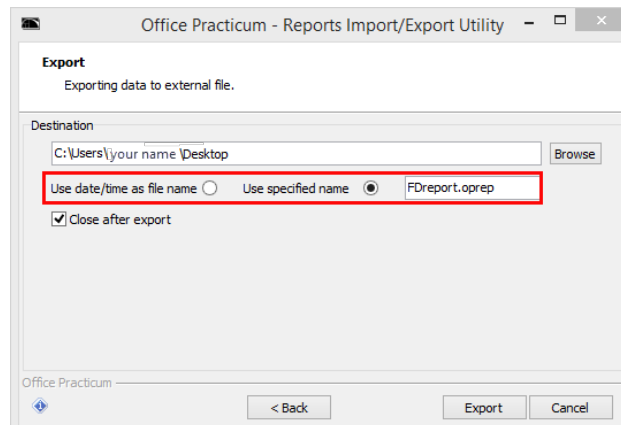 Office Practicum - Reports Import/Export Utility
Export
Exporting data to external file.
Destination
C:\Users\your name\Desktop Browse
Use date/time as file name Use specified name FDreport.oprep
Close after export
Office Practicum
< Back Export Cancel